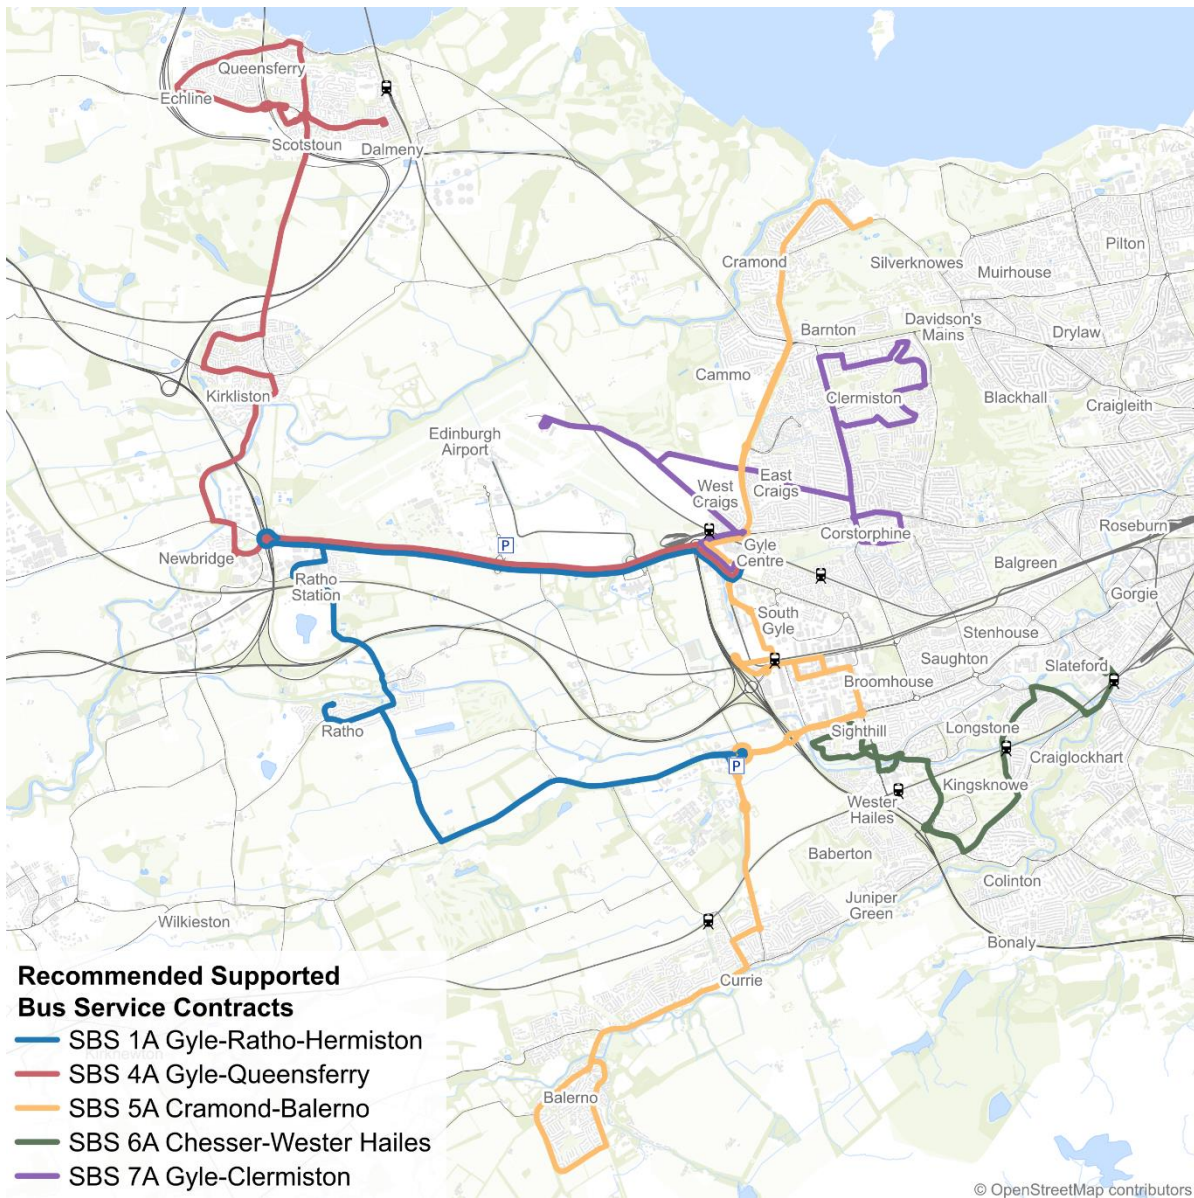 Queensferry
Echline
Scotstoun
Dalmeny
Cramond
Silverknowes
Pilton
Muirhouse
Barnton
Davidson's
Mains
Drylaw
Cammo
Kirkliston
Clermiston
Blackhall
Craigleith
Edinburgh
Airport
West
Craigs
East
Craigs
Corstorphine
Roseburn
P
Newbridge
Gyle
Centre
Balgreen
Ratho
Station
Gorgie
South
Gyle
Stenhouse
Saughton
Slateford
Broomhouse
Ratho
Sighthill
Longstone
Craiglockhart
P
Kingsknowe
Wester
Hailes
Baberton
Colinton
Juniper
Green
Wilkieston
Bonaly
Currie
Recommended Supported
Bus Service Contracts
SBS 1A Gyle-Ratho-Hermiston
Kirknewton
SBS 4A Gyle-Queensferry
SBS 5A Cramond-Balerno
Balerno
SBS 6A Chesser-Wester Hailes
SBS 7A Gyle-Clermiston
© OpenStreetMap contributors